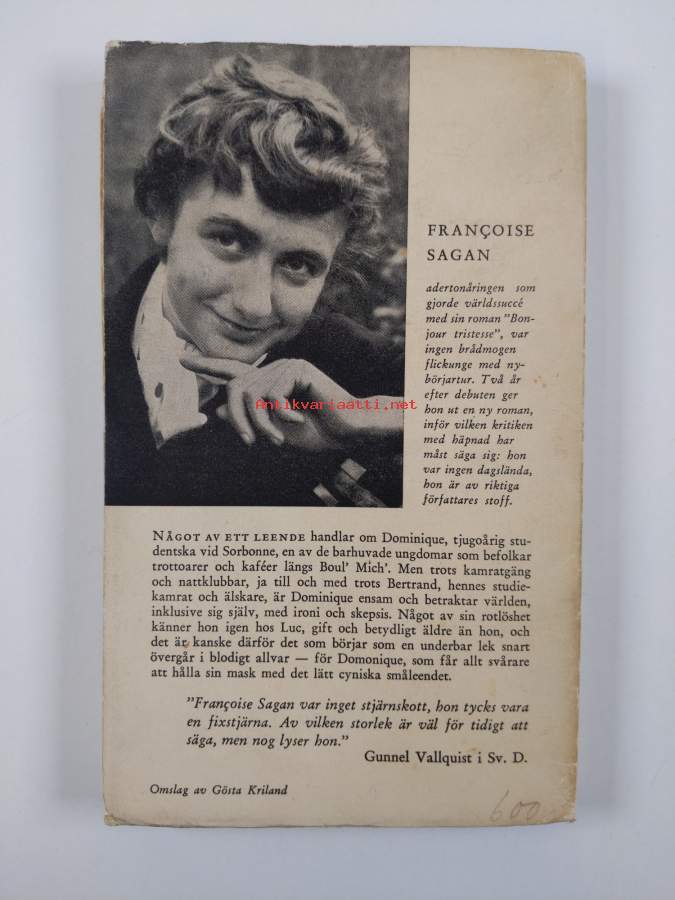 FRANÇOISE
SAGAN
adertonåringen som
gjorde världssuccé
med sin roman "Bon-
jour tristesse", var
ingen brådmogen
flickunge med ny-
börjartur. Två år
efter debuten ger
hon ut en ny roman,
inför vilken kritiken
med häpnad har
måst säga sig: hon
var ingen dagslända,
hon är av riktiga
författares stoff.
Antikvariaatti.net
NÅGOT AV ETT LEENDE handlar om Dominique, tjugoårig stu-
dentska vid Sorbonne, en av de barhuvade ungdomar som befolkar
trottoarer och kaféer längs Boul' Mich'. Men trots kamratgäng
och nattklubbar, ja till och med trots Bertrand, hennes studie-
kamrat och älskare, är Dominique ensam och betraktar världen,
inklusive sig själv, med ironi och skepsis. Något av sin rotlöshet
känner hon igen hos Luc, gift och betydligt äldre än hon, och
det är kanske därför det som börjar som en underbar lek snart
övergår i blodigt allvar — för Domonique, som får allt svårare
att hålla sin mask med det lätt cyniska småleendet.
"Françoise Sagan var inget stjärnskott, hon tycks vara
en fixstjärna. Av vilken storlek är väl för tidigt att
säga, men nog lyser hon."
Gunnel Vallquist i Sv. D.
Omslag av Gösta Kriland
600